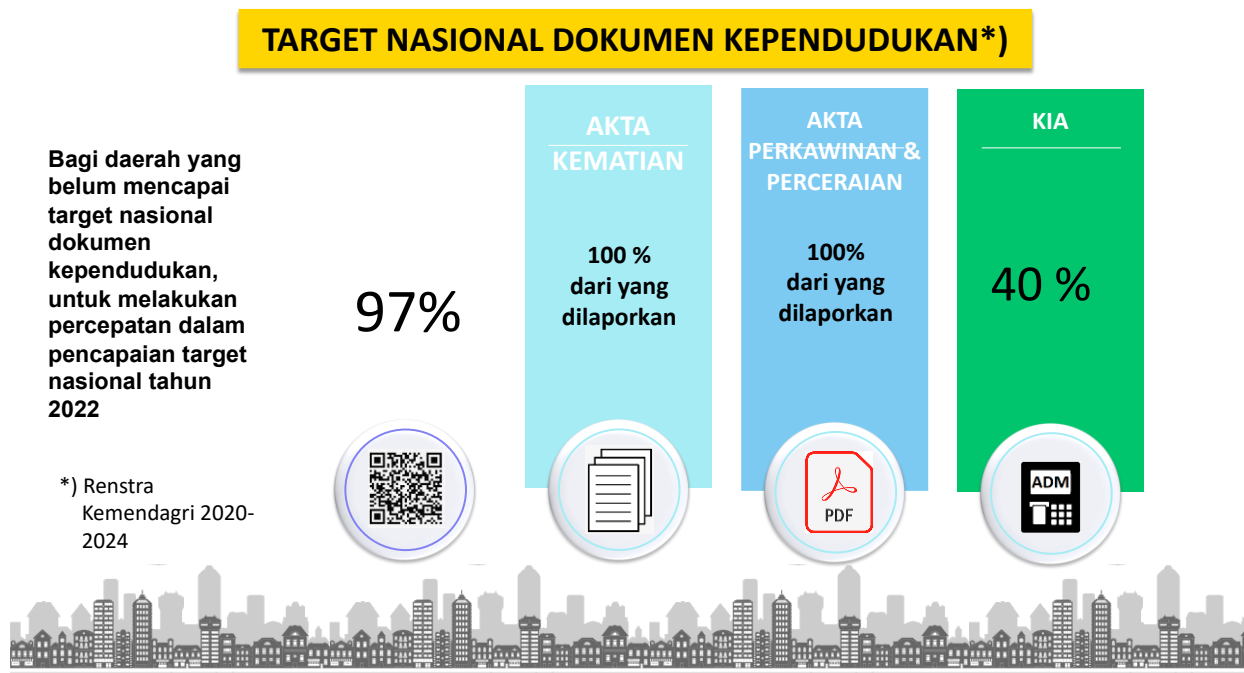 TARGET NASIONAL DOKUMEN KEPENDUDUKAN*)
Bagi daerah yang
belum mencapai
target nasional
dokumen
kependudukan,
untuk melakukan
percepatan dalam
pencapaian target
nasional tahun
2022
*) Renstra
Kemendagri 2020-
2024
97%
AKTA
KEMATIAN
100 %
dari yang
dilaporkan
AKTA
PERKAWINAN &
PERCERAIAN
100%
dari yang
dilaporkan
PDF
KIA
40 %
ADM